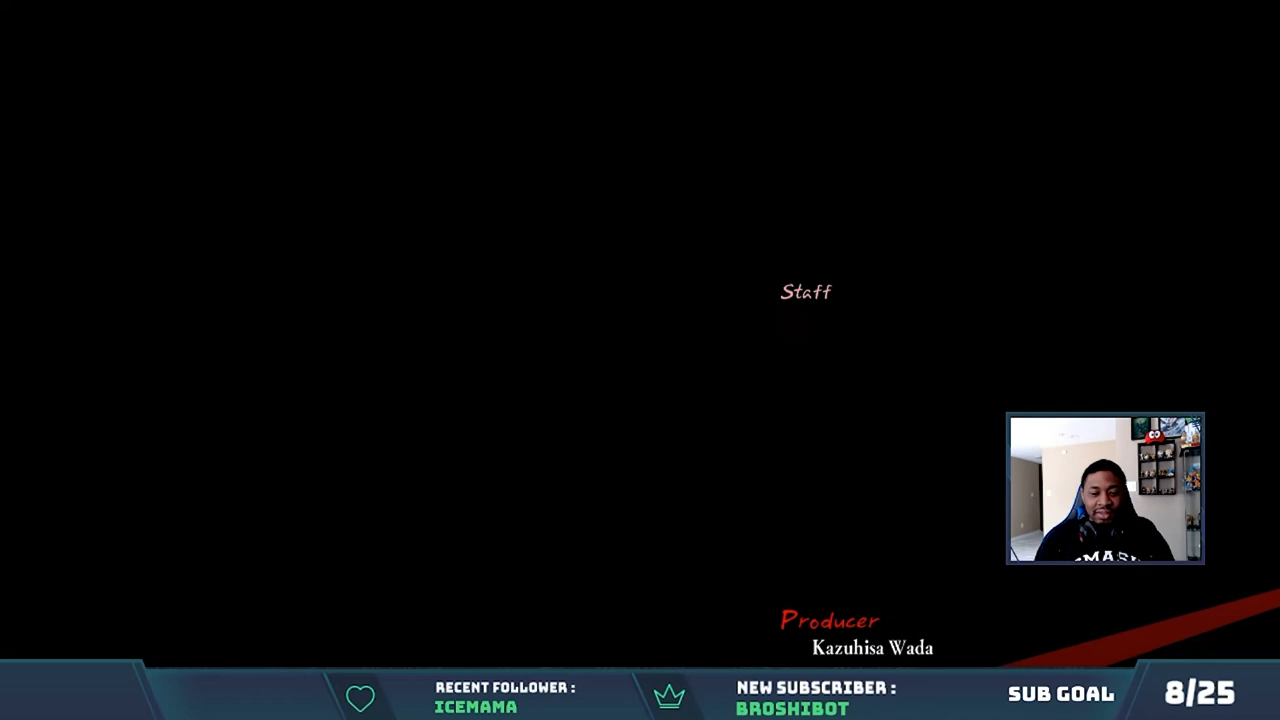 Staff
Producer
Kazuhisa Wada
RECENT FOLLOWER :
ICEMAMA
NEW SUBSCRIBER :
BROSHIBOT
SUB GOAL
8/25